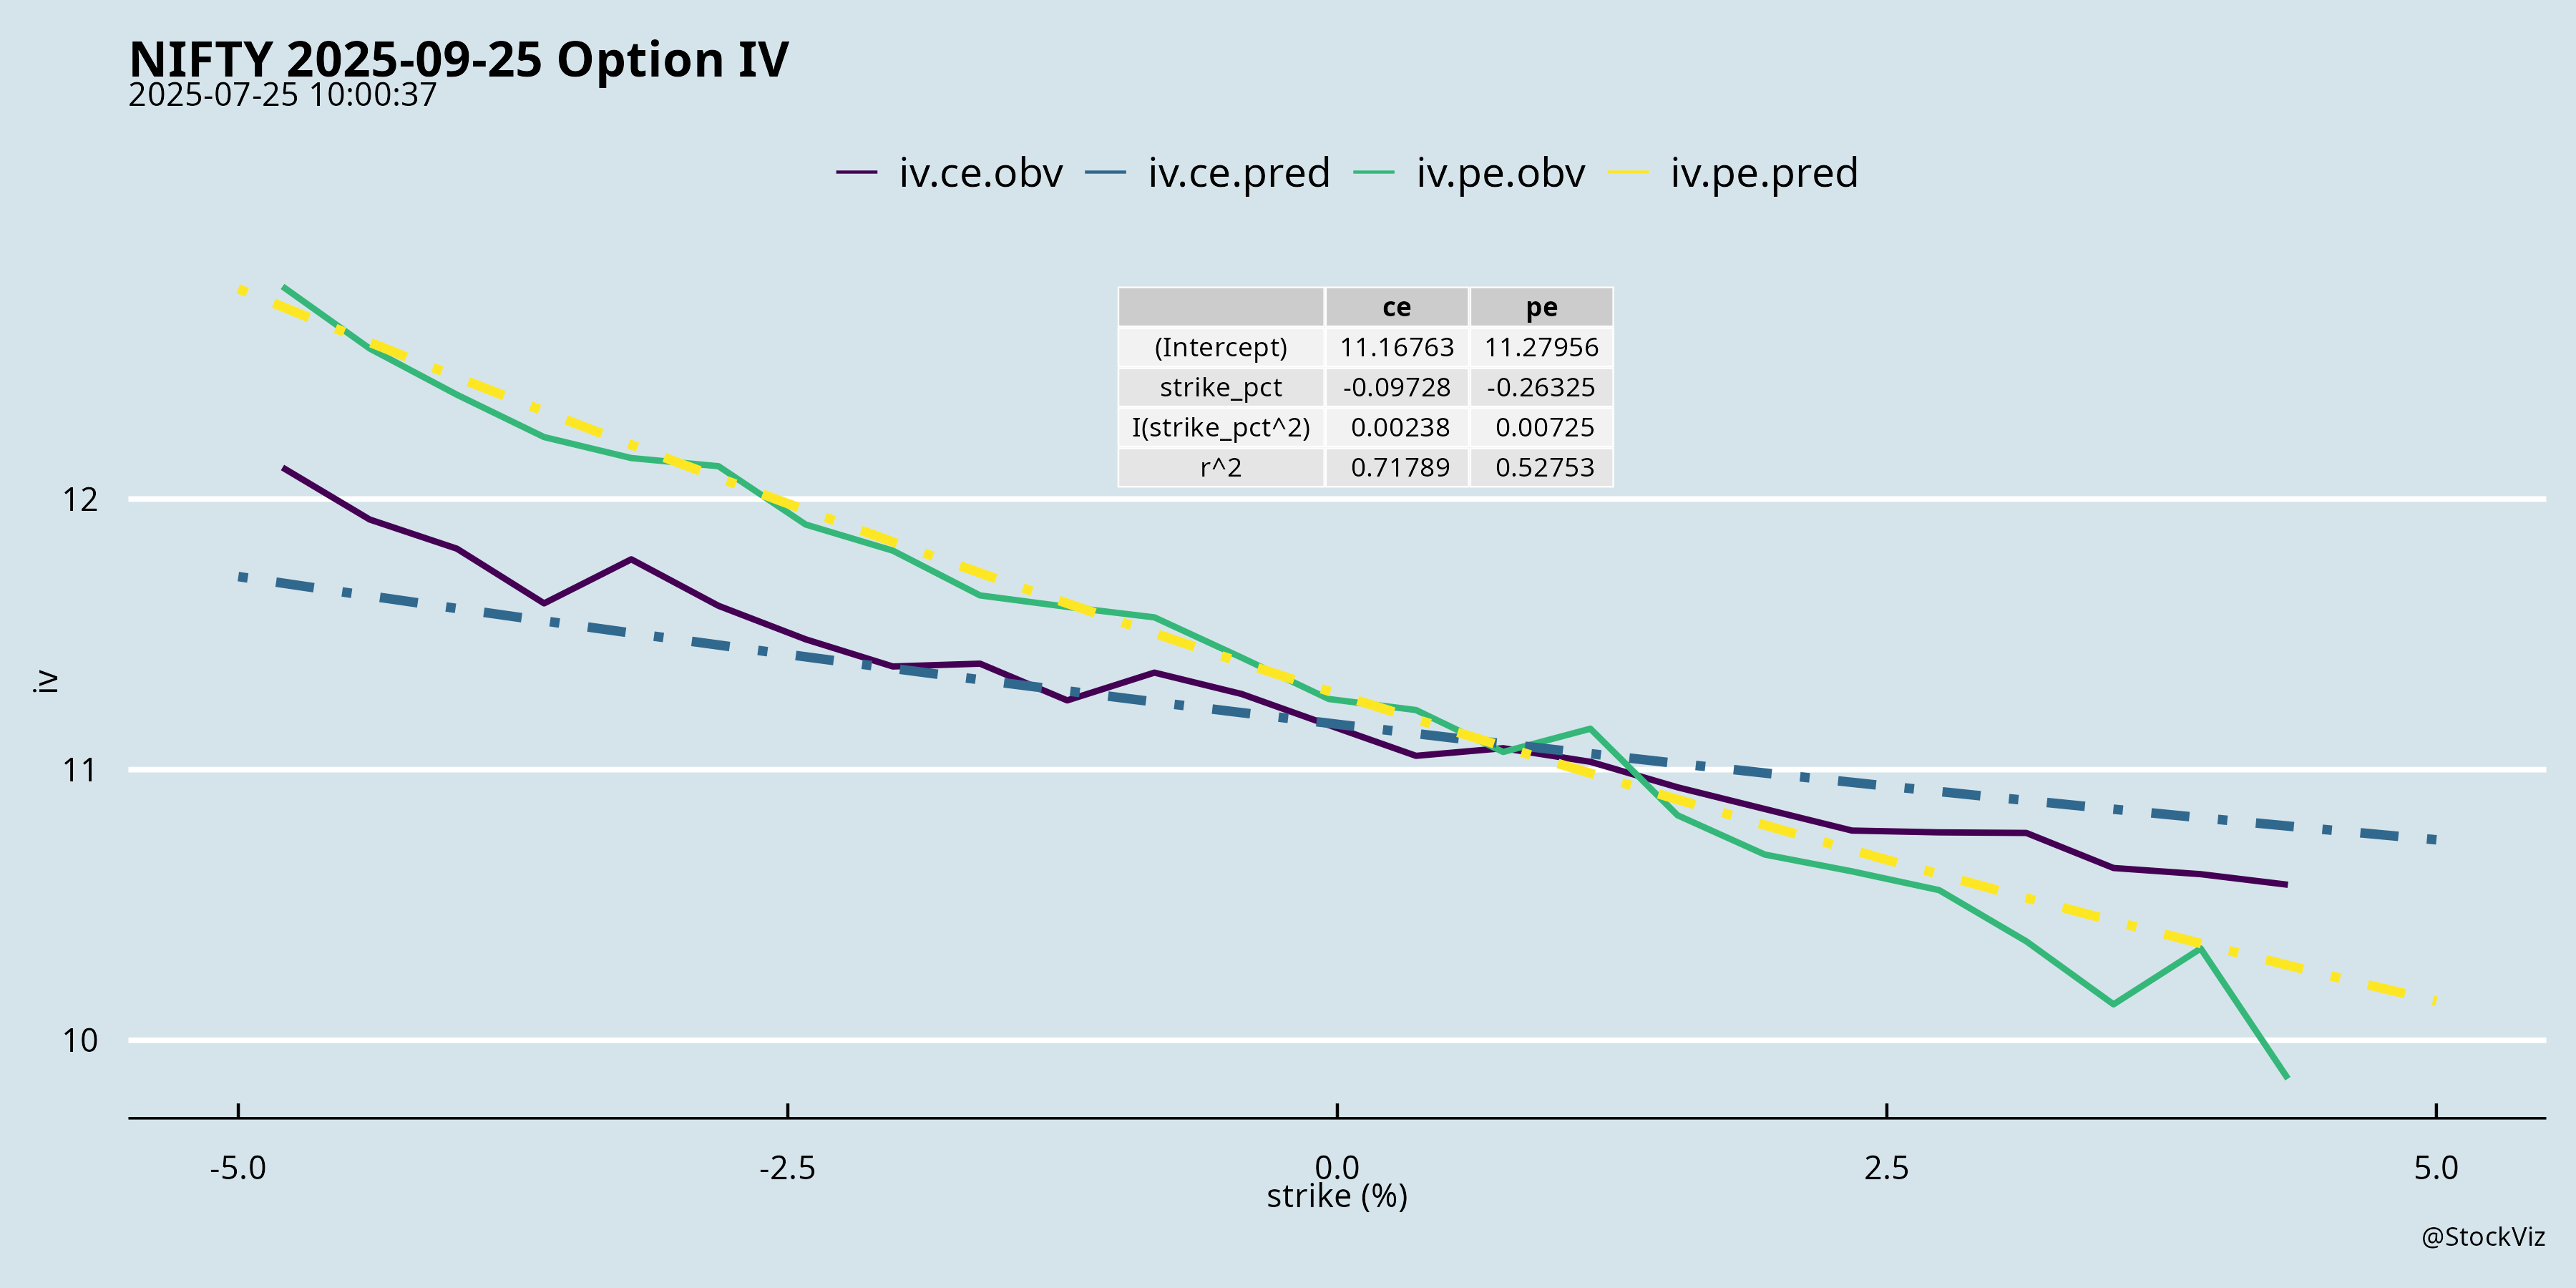 NIFTY 2025-09-25 Option IV
2025-07-25 10:00:37
iv.ce.obv iv.ce.pred iv.pe.obv iv.pe.pred
ce pe
(Intercept) 11.16763 11.27956
strike_pct -0.09728 -0.26325
I(strike_pct^2) 0.00238 0.00725
r^2 0.71789 0.52753
12
11
10
iv
-5.0 -2.5 0.0 2.5 5.0
strike (%)
@StockViz